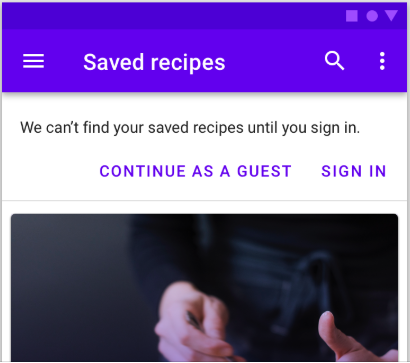 Saved recipes
We can't find your saved recipes until you sign in.
CONTINUE AS A GUEST SIGN IN